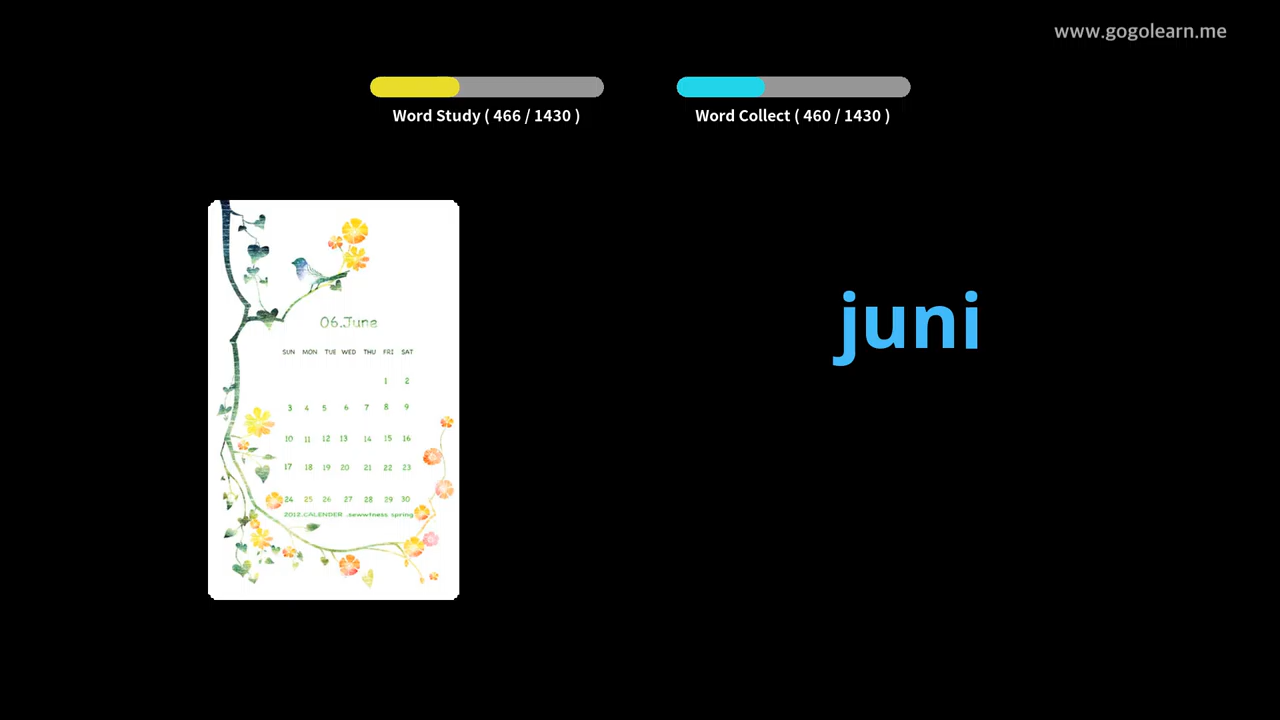 www.gogolearn.me
Word Study ( 466 / 1430 )
Word Collect ( 460 / 1430 )
06.June
SUN MON TUE WED THU FRI SAT
1 2
3 4 5 6 7 8 9
10 11 12 13 14 15 16
17 18 19 20 21 22 23
24 25 26 27 28 29 30
2012.CALENDER .sewwtness spring
juni